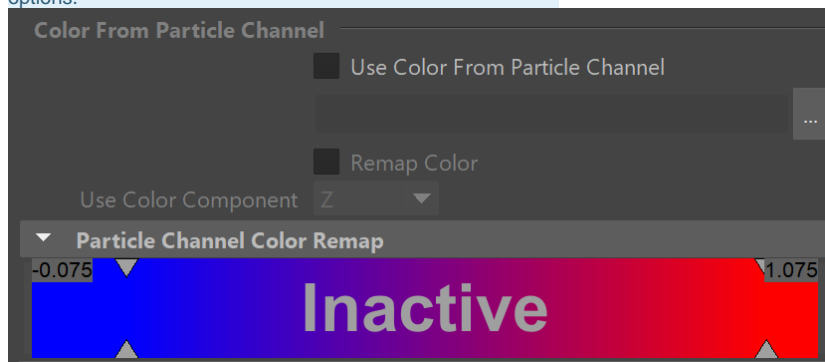 options.
Color From Particle Channel
Use Color From Particle Channel
...
Remap Color
Use Color Component Z
Particle Channel Color Remap
-0.075 1.075
Inactive